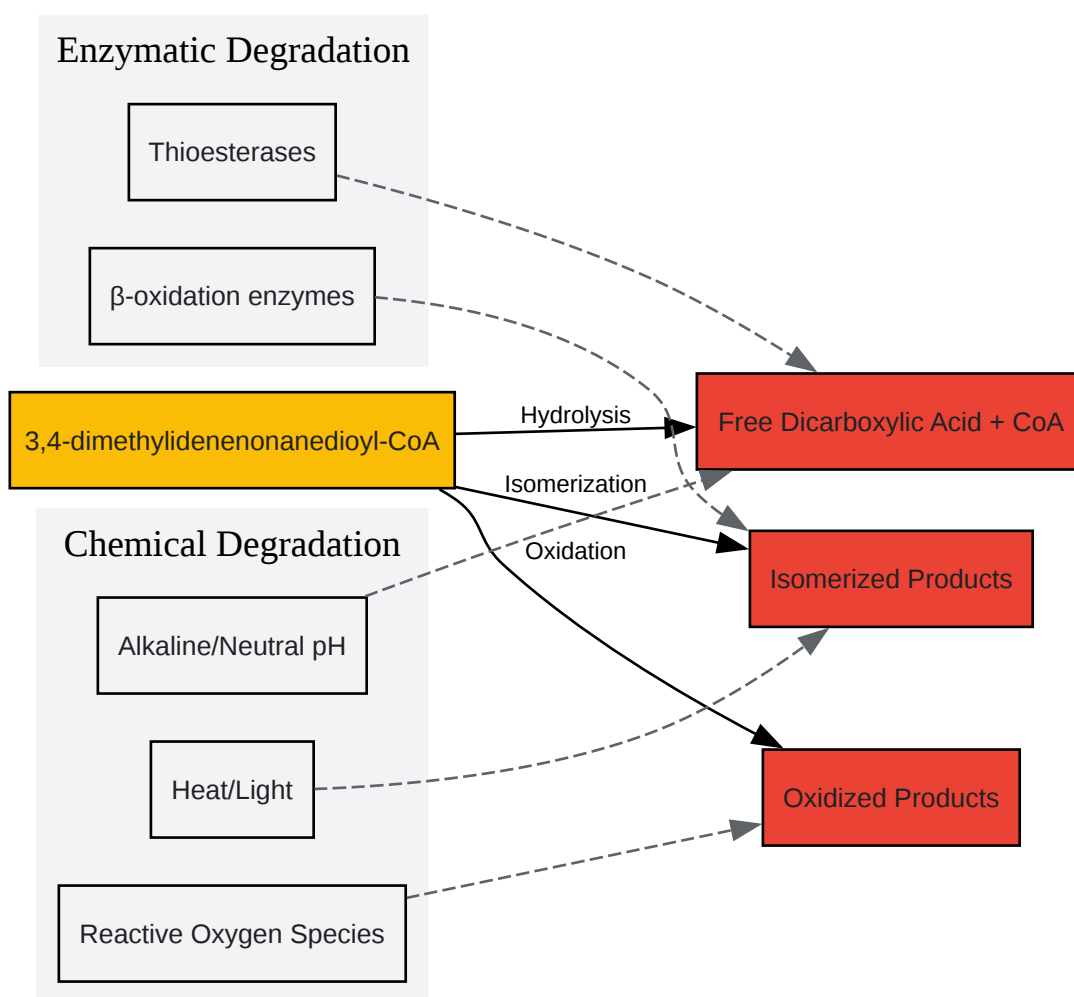 Enzymatic Degradation
Thioesterases
β-oxidation enzymes
3,4-dimethylidenenonanedioyl-CoA
Hydrolysis
Free Dicarboxylic Acid + CoA
Isomerization
Oxidation
Isomerized Products
Chemical Degradation
Alkaline/Neutral pH
Heat/Light
Oxidized Products
Reactive Oxygen Species